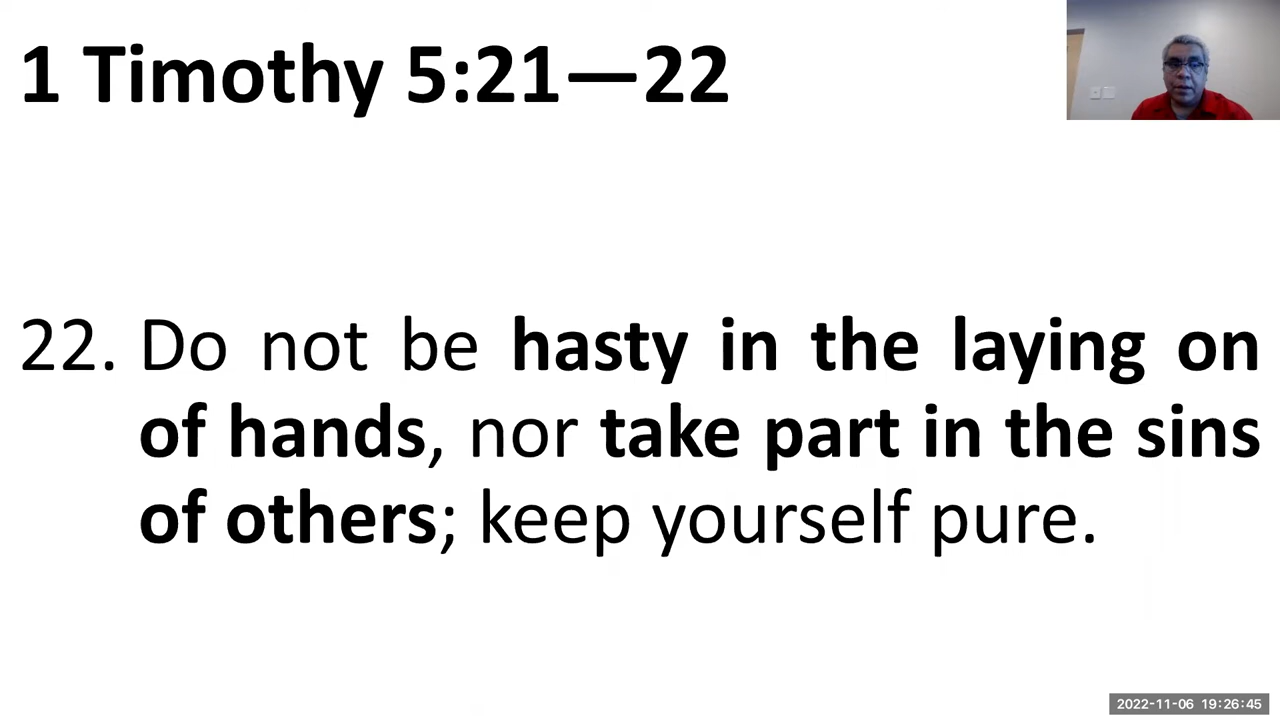 1 Timothy 5:21—22
22. Do not be hasty in the laying on
of hands, nor take part in the sins
of others; keep yourself pure.
2022-11-06 19:26:45